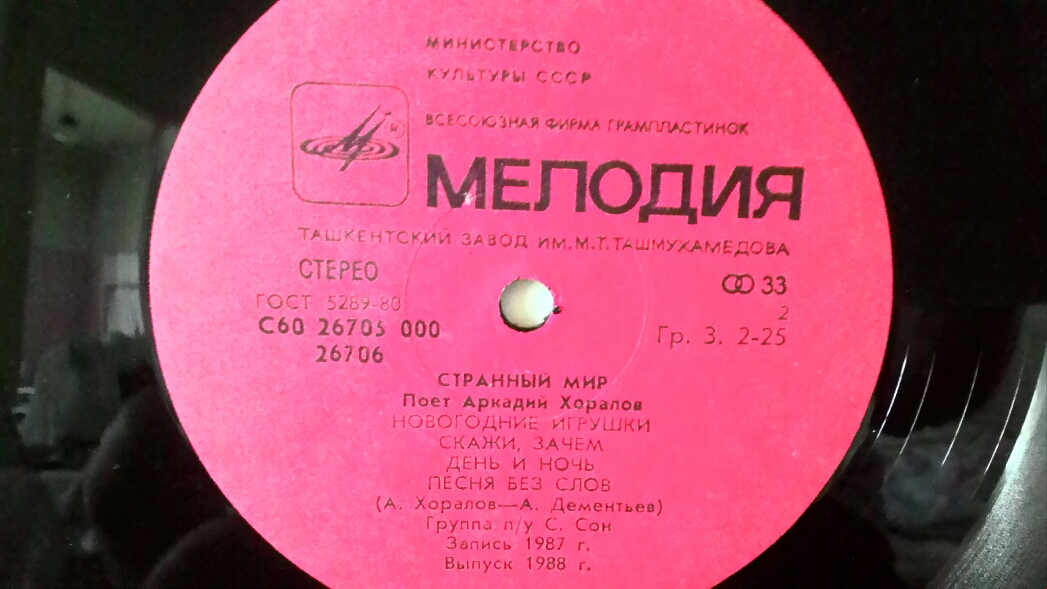 МИНИСТЕРСТВО
КУЛЬТУРЫ СССР
ВСЕСОЮЗНАЯ ФИРМА ГРАМПЛАСТИНОК
МЕЛОДИЯ
ТАШКЕНТСКИЙ ЗАВОД ИМ. М. Т. ТАШМУХАМЕДОВА
СТЕРЕО
33
ГОСТ 5289-80
2
С60 26705 000
Гр. 3. 2-25
26706
СТРАННЫЙ МИР
Поет Аркадий Хоралов
НОВОГОДНИЕ ИГРУШКИ
СКАЖИ, ЗАЧЕМ
ДЕНЬ И НОЧЬ
ПЕСНЯ БЕЗ СЛОВ
(А. Хоралов—А. Дементьев)
Группа п/у С. Сон
Запись 1987 г.
Выпуск 1988 г.